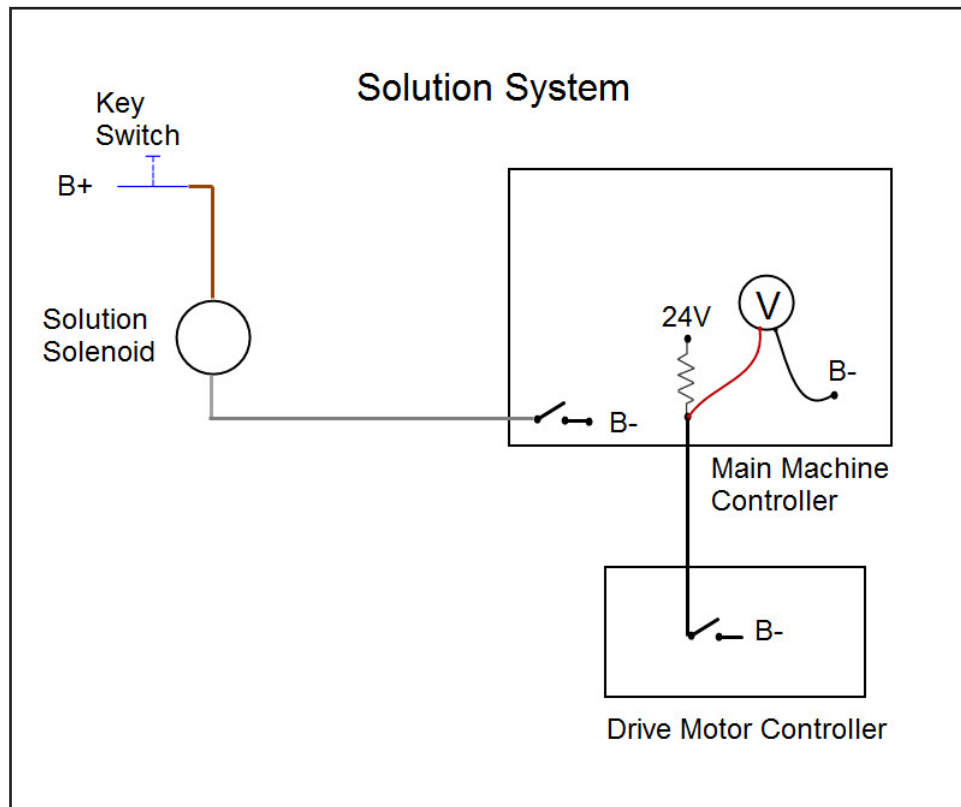 Solution System
Key
Switch
B+
Solution
Solenoid
24V
V
B-
B-
Main Machine
Controller
B-
Drive Motor Controller